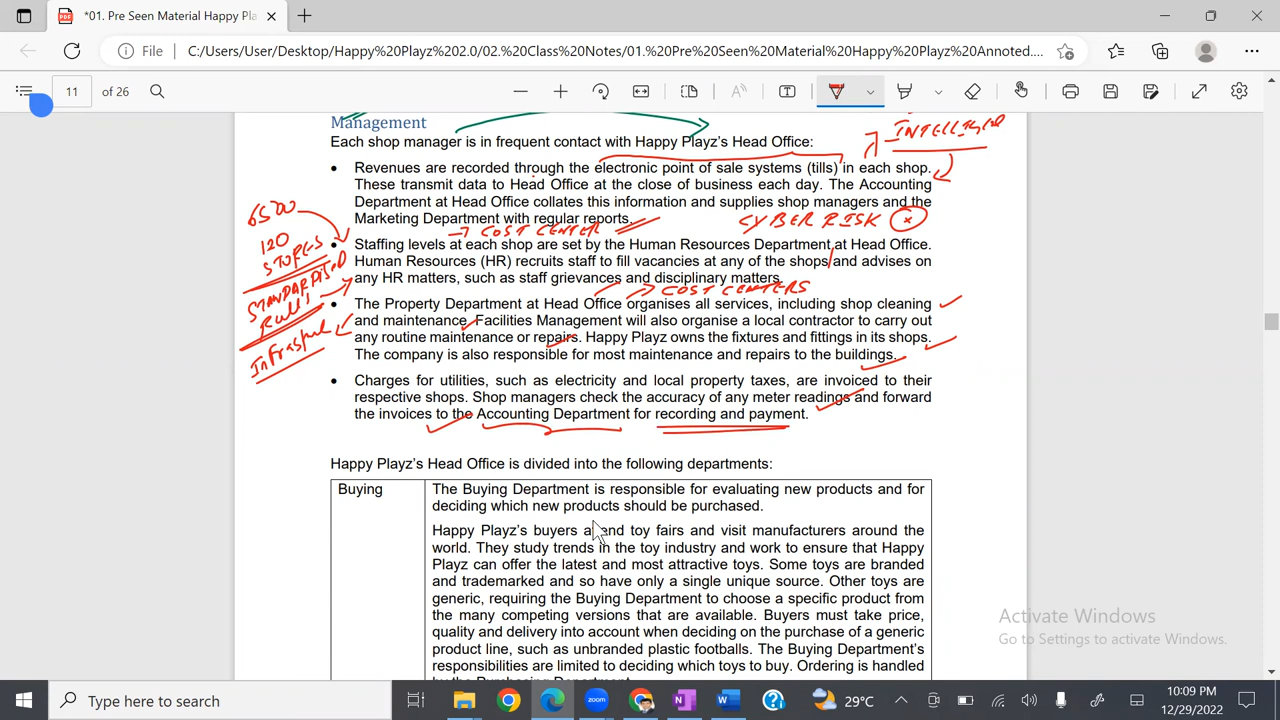 *01. Pre Seen Material Happy Pla
File
C:/Users/User/Desktop/Happy%20Playz%202.0/02.%20Class%20Notes/01.%20Pre%20Seen%20Material%20Happy%20Playz%20Annoted....
11 of 26
Management
INTELLIGENCE
Each shop manager is in frequent contact with Happy Playz's Head Office:
• Revenues are recorded through the electronic point of sale systems (tills) in each shop.
These transmit data to Head Office at the close of business each day. The Accounting
Department at Head Office collates this information and supplies shop managers and the
Marketing Department with regular reports.
CYBER RISK
→ COST CENTER
6500
120
STORES
STANDARDISED
RULES
• Staffing levels at each shop are set by the Human Resources Department at Head Office.
Human Resources (HR) recruits staff to fill vacancies at any of the shops and advises on
any HR matters, such as staff grievances and disciplinary matters.
→ COST CENTERS
• The Property Department at Head Office organises all services, including shop cleaning
and maintenance. Facilities Management will also organise a local contractor to carry out
any routine maintenance or repairs. Happy Playz owns the fixtures and fittings in its shops.
The company is also responsible for most maintenance and repairs to the buildings.
• Charges for utilities, such as electricity and local property taxes, are invoiced to their
respective shops. Shop managers check the accuracy of any meter readings and forward
the invoices to the Accounting Department for recording and payment.
Happy Playz's Head Office is divided into the following departments:
Buying
The Buying Department is responsible for evaluating new products and for
deciding which new products should be purchased.
Happy Playz's buyers attend toy fairs and visit manufacturers around the
world. They study trends in the toy industry and work to ensure that Happy
Playz can offer the latest and most attractive toys. Some toys are branded
and trademarked and so have only a single unique source. Other toys are
generic, requiring the Buying Department to choose a specific product from
the many competing versions that are available. Buyers must take price,
quality and delivery into account when deciding on the purchase of a generic
product line, such as unbranded plastic footballs. The Buying Department's
responsibilities are limited to deciding which toys to buy. Ordering is handled
by the Purchasing Department.
Activate Windows
Go to Settings to activate Windows.
Type here to search
29°C
10:09 PM
12/29/2022